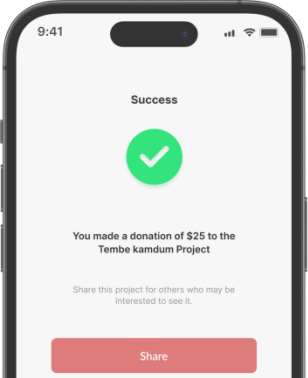 9:41
Success
You made a donation of $25 to the
Tembe kamdum Project
Share this project for others who may be
interested to see it.
Share